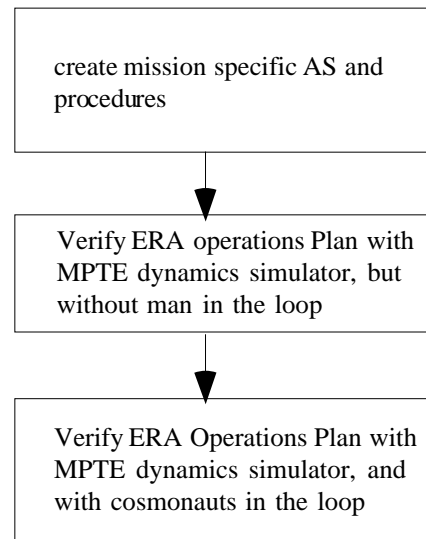 create mission specific AS and
procedures
Verify ERA operations Plan with
MPTE dynamics simulator, but
without man in the loop
Verify ERA Operations Plan with
MPTE dynamics simulator, and
with cosmonauts in the loop